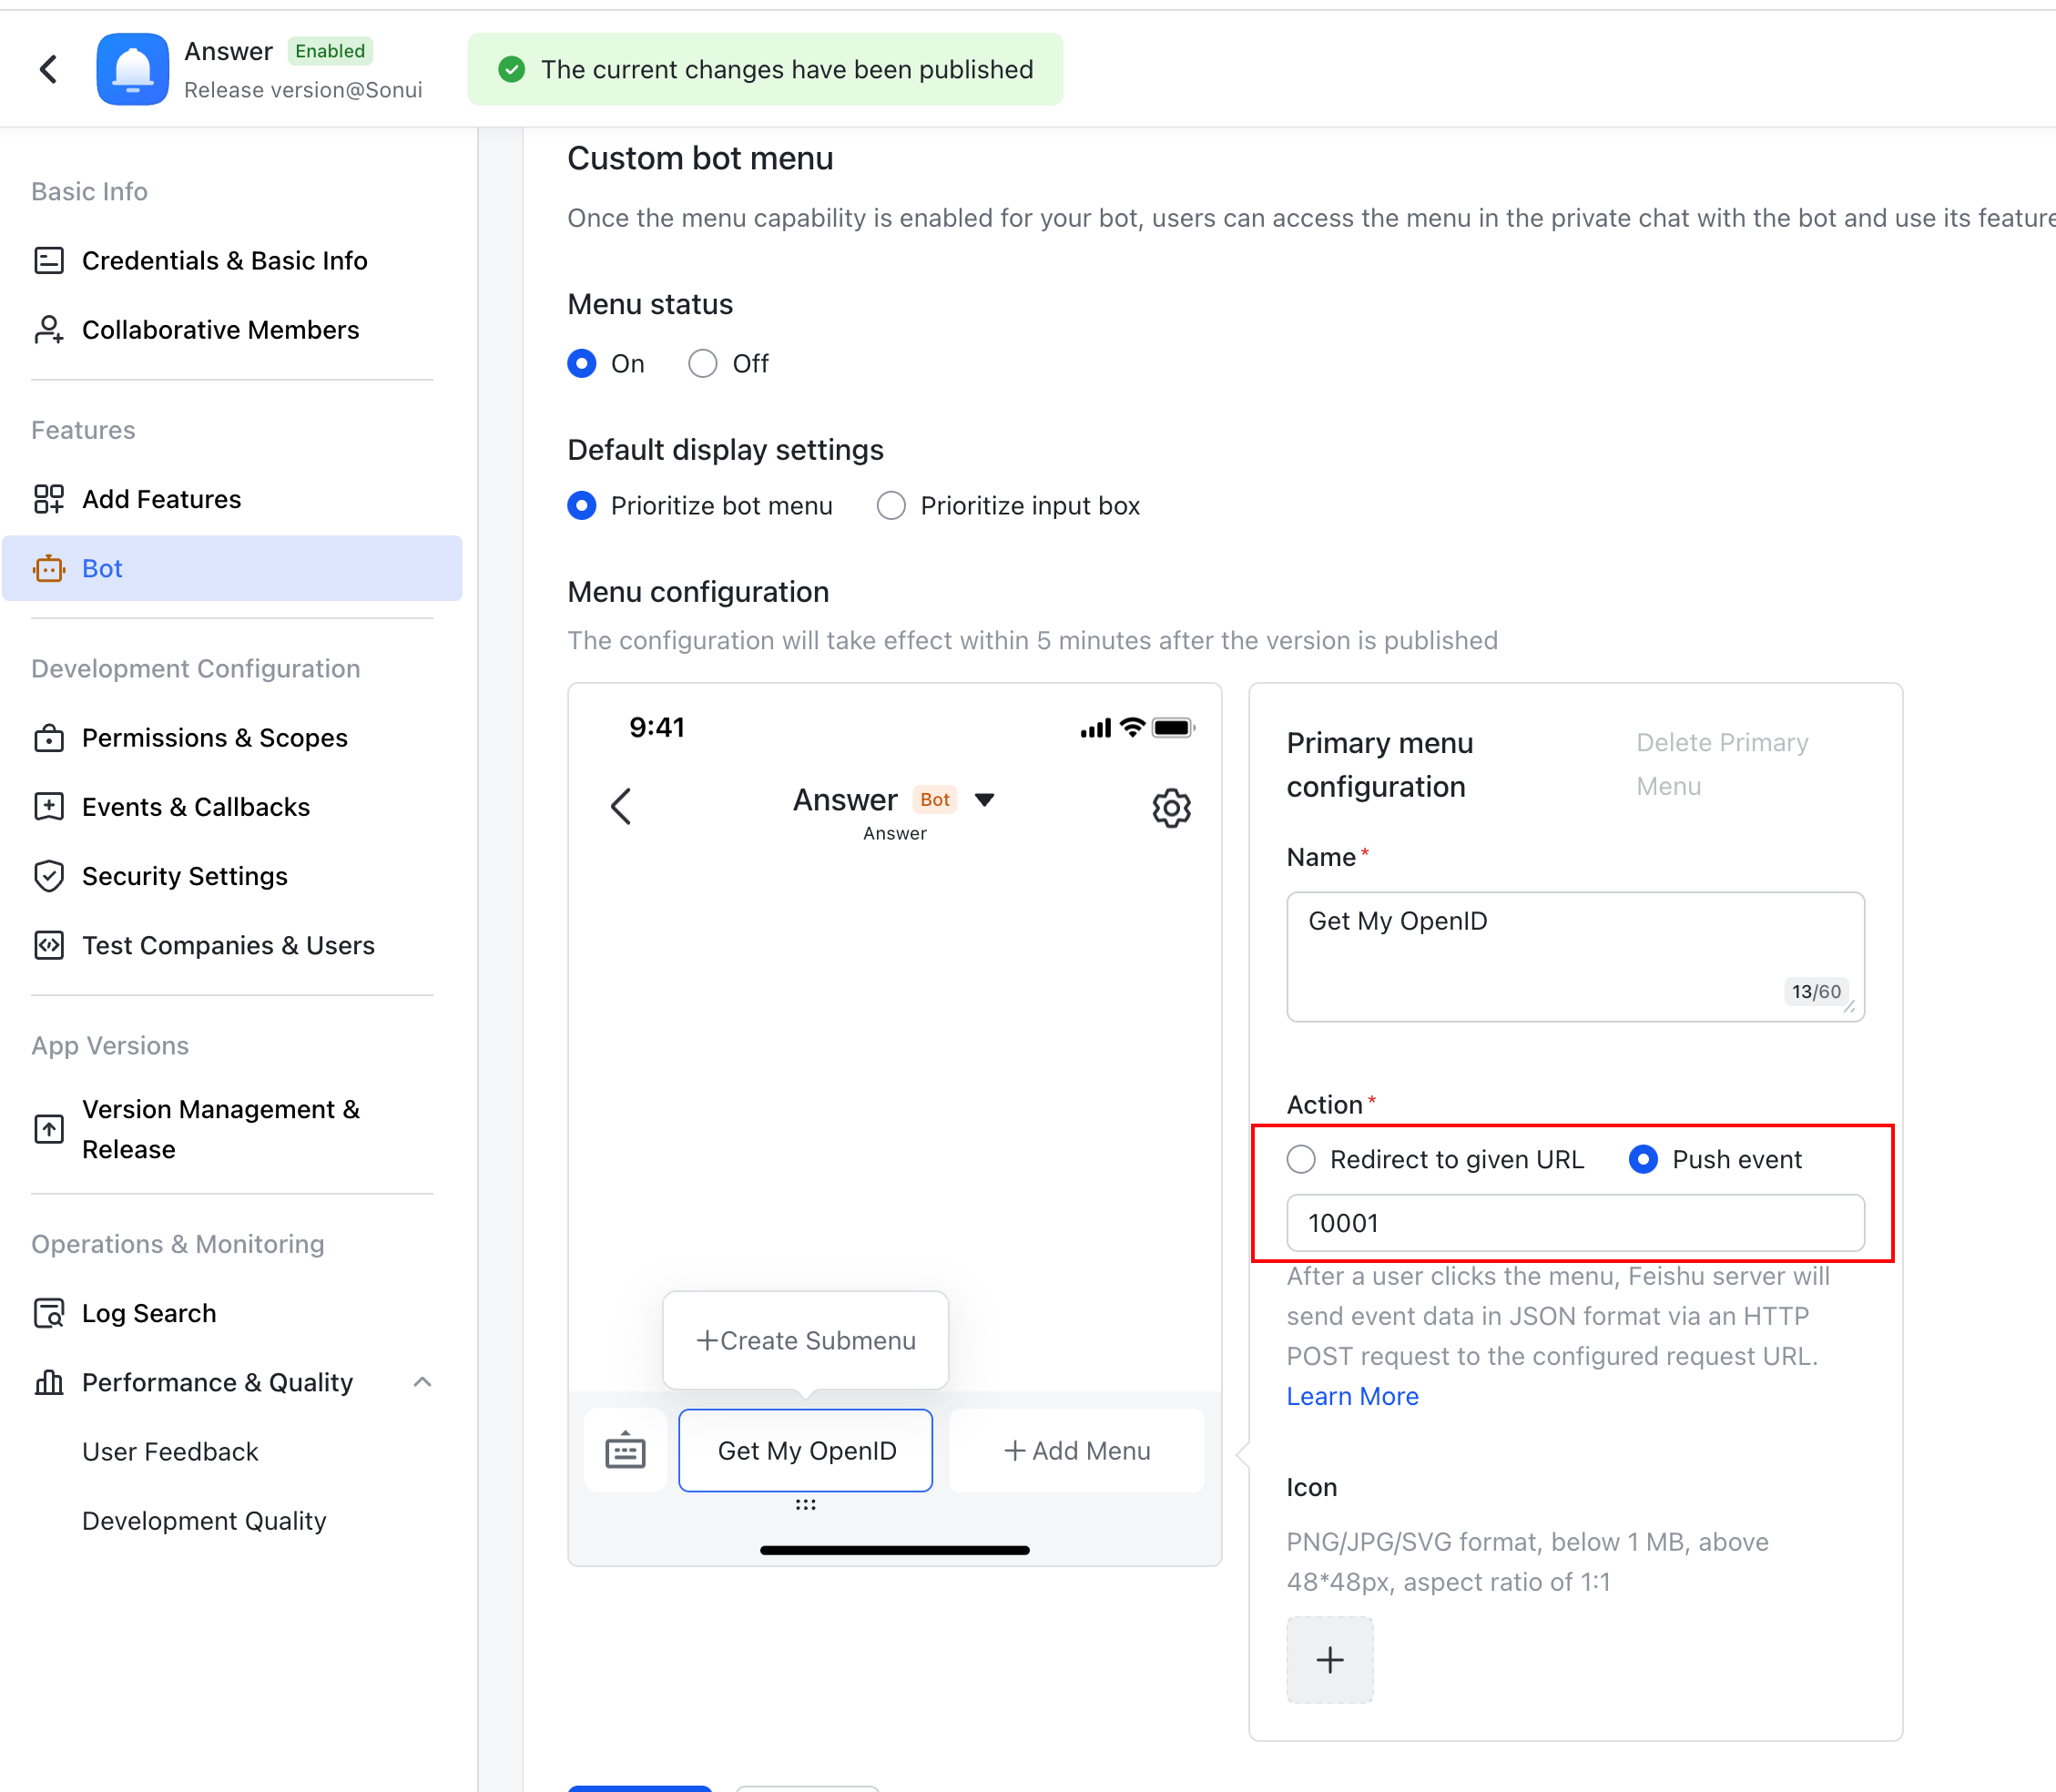 Answer Enabled
Release version@Sonui
The current changes have been published
Basic Info
Credentials & Basic Info
Collaborative Members
Features
Add Features
Bot
Development Configuration
Permissions & Scopes
Events & Callbacks
Security Settings
Test Companies & Users
App Versions
Version Management &
Release
Operations & Monitoring
Log Search
Performance & Quality
User Feedback
Development Quality
Custom bot menu
Once the menu capability is enabled for your bot, users can access the menu in the private chat with the bot and use its feature
Menu status
On Off
Default display settings
Prioritize bot menu Prioritize input box
Menu configuration
The configuration will take effect within 5 minutes after the version is published
9:41
Answer Bot
Answer
+Create Submenu
Get My OpenID
+ Add Menu
Primary menu
configuration
Delete Primary
Menu
Name*
Get My OpenID
13/60
Action*
Redirect to given URL Push event
10001
After a user clicks the menu, Feishu server will
send event data in JSON format via an HTTP
POST request to the configured request URL.
Learn More
Icon
PNG/JPG/SVG format, below 1 MB, above
48*48px, aspect ratio of 1:1